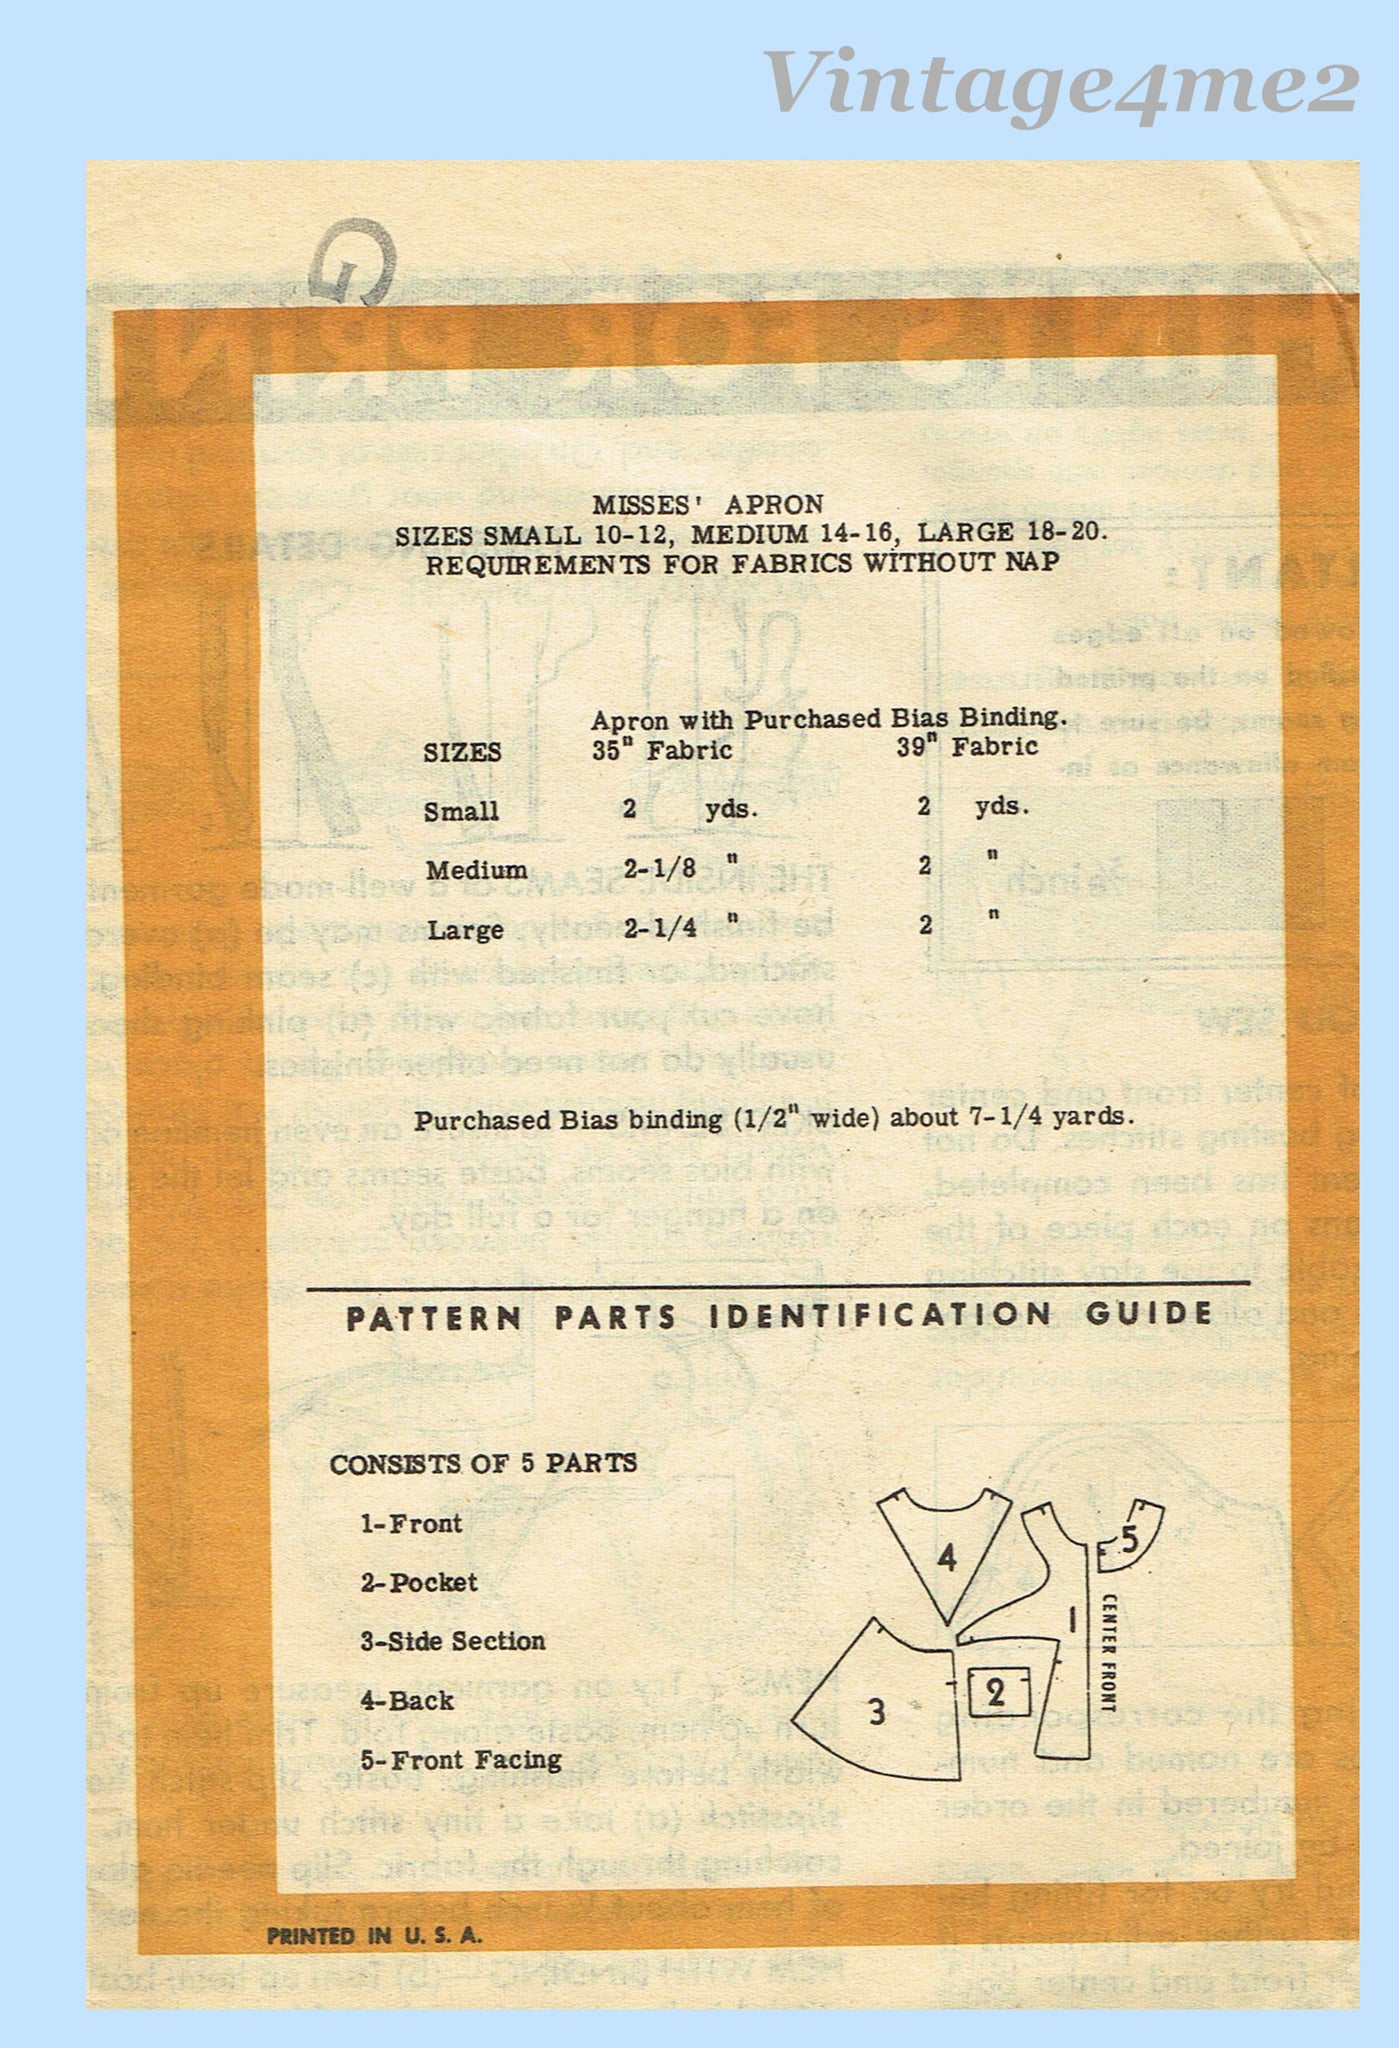 Vintage4me2
G
MISSES' APRON
SIZES SMALL 10-12, MEDIUM 14-16, LARGE 18-20.
REQUIREMENTS FOR FABRICS WITHOUT NAP
Apron with Purchased Bias Binding.
SIZES 35" Fabric 39" Fabric
Small 2 yds. 2 yds.
Medium 2-1/8 " 2 "
Large 2-1/4 " 2 "
Purchased Bias binding (1/2" wide) about 7-1/4 yards.
PATTERN PARTS IDENTIFICATION GUIDE
CONSISTS OF 5 PARTS
1-Front
2-Pocket
3-Side Section
4-Back
5-Front Facing
4
5
1
CENTER FRONT
3
2
PRINTED IN U. S. A.